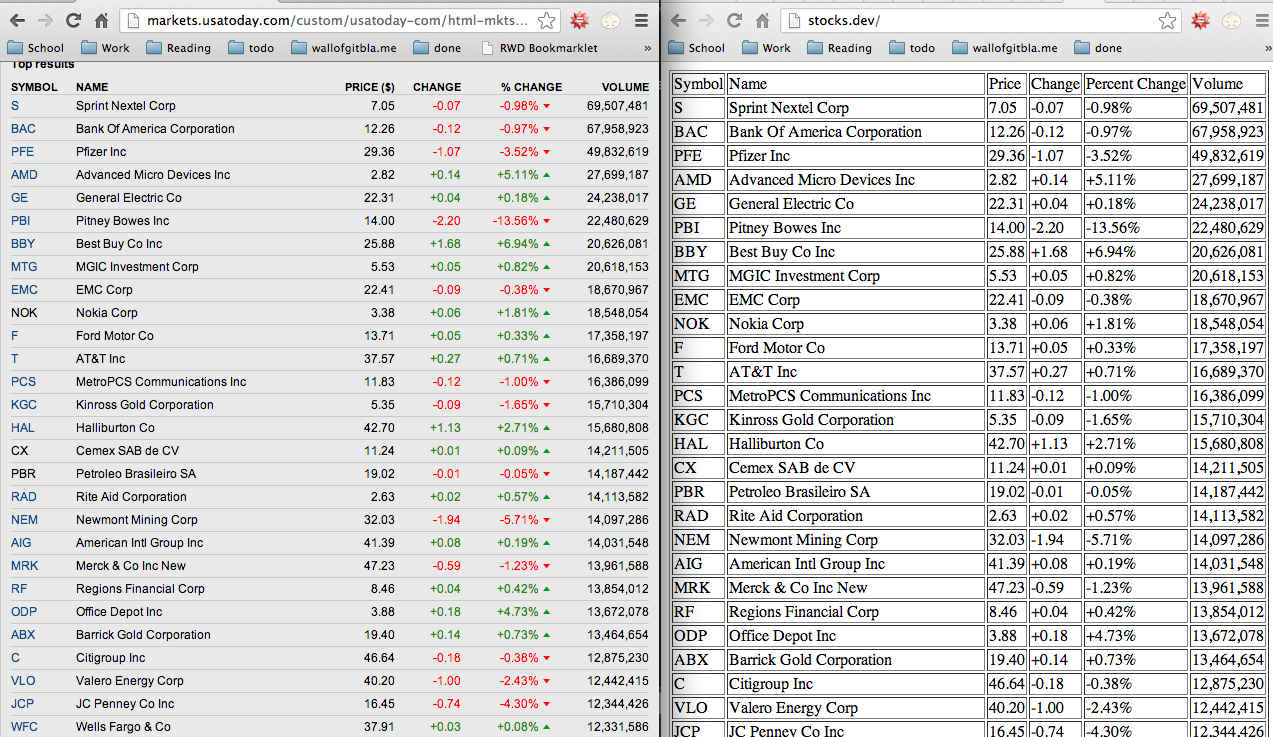 markets.usatoday.com/custom/usatoday-com/html-mkts...
School Work Reading todo wallofgitbla.me done RWD Bookmarklet »
Top results
SYMBOL NAME PRICE ($) CHANGE % CHANGE VOLUME
S Sprint Nextel Corp 7.05 -0.07 -0.98% 69,507,481
BAC Bank Of America Corporation 12.26 -0.12 -0.97% 67,958,923
PFE Pfizer Inc 29.36 -1.07 -3.52% 49,832,619
AMD Advanced Micro Devices Inc 2.82 +0.14 +5.11% 27,699,187
GE General Electric Co 22.31 +0.04 +0.18% 24,238,017
PBI Pitney Bowes Inc 14.00 -2.20 -13.56% 22,480,629
BBY Best Buy Co Inc 25.88 +1.68 +6.94% 20,626,081
MTG MGIC Investment Corp 5.53 +0.05 +0.82% 20,618,153
EMC EMC Corp 22.41 -0.09 -0.38% 18,670,967
NOK Nokia Corp 3.38 +0.06 +1.81% 18,548,054
F Ford Motor Co 13.71 +0.05 +0.33% 17,358,197
T AT&T Inc 37.57 +0.27 +0.71% 16,689,370
PCS MetroPCS Communications Inc 11.83 -0.12 -1.00% 16,386,099
KGC Kinross Gold Corporation 5.35 -0.09 -1.65% 15,710,304
HAL Halliburton Co 42.70 +1.13 +2.71% 15,680,808
CX Cemex SAB de CV 11.24 +0.01 +0.09% 14,211,505
PBR Petroleo Brasileiro SA 19.02 -0.01 -0.05% 14,187,442
RAD Rite Aid Corporation 2.63 +0.02 +0.57% 14,113,582
NEM Newmont Mining Corp 32.03 -1.94 -5.71% 14,097,286
AIG American Intl Group Inc 41.39 +0.08 +0.19% 14,031,548
MRK Merck & Co Inc New 47.23 -0.59 -1.23% 13,961,588
RF Regions Financial Corp 8.46 +0.04 +0.42% 13,854,012
ODP Office Depot Inc 3.88 +0.18 +4.73% 13,672,078
ABX Barrick Gold Corporation 19.40 +0.14 +0.73% 13,464,654
C Citigroup Inc 46.64 -0.18 -0.38% 12,875,230
VLO Valero Energy Corp 40.20 -1.00 -2.43% 12,442,415
JCP JC Penney Co Inc 16.45 -0.74 -4.30% 12,344,426
WFC Wells Fargo & Co 37.91 +0.03 +0.08% 12,331,586
stocks.dev/
School Work Reading todo wallofgitbla.me done »
Symbol Name Price Change Percent Change Volume
S Sprint Nextel Corp 7.05 -0.07 -0.98% 69,507,481
BAC Bank Of America Corporation 12.26 -0.12 -0.97% 67,958,923
PFE Pfizer Inc 29.36 -1.07 -3.52% 49,832,619
AMD Advanced Micro Devices Inc 2.82 +0.14 +5.11% 27,699,187
GE General Electric Co 22.31 +0.04 +0.18% 24,238,017
PBI Pitney Bowes Inc 14.00 -2.20 -13.56% 22,480,629
BBY Best Buy Co Inc 25.88 +1.68 +6.94% 20,626,081
MTG MGIC Investment Corp 5.53 +0.05 +0.82% 20,618,153
EMC EMC Corp 22.41 -0.09 -0.38% 18,670,967
NOK Nokia Corp 3.38 +0.06 +1.81% 18,548,054
F Ford Motor Co 13.71 +0.05 +0.33% 17,358,197
T AT&T Inc 37.57 +0.27 +0.71% 16,689,370
PCS MetroPCS Communications Inc 11.83 -0.12 -1.00% 16,386,099
KGC Kinross Gold Corporation 5.35 -0.09 -1.65% 15,710,304
HAL Halliburton Co 42.70 +1.13 +2.71% 15,680,808
CX Cemex SAB de CV 11.24 +0.01 +0.09% 14,211,505
PBR Petroleo Brasileiro SA 19.02 -0.01 -0.05% 14,187,442
RAD Rite Aid Corporation 2.63 +0.02 +0.57% 14,113,582
NEM Newmont Mining Corp 32.03 -1.94 -5.71% 14,097,286
AIG American Intl Group Inc 41.39 +0.08 +0.19% 14,031,548
MRK Merck & Co Inc New 47.23 -0.59 -1.23% 13,961,588
RF Regions Financial Corp 8.46 +0.04 +0.42% 13,854,012
ODP Office Depot Inc 3.88 +0.18 +4.73% 13,672,078
ABX Barrick Gold Corporation 19.40 +0.14 +0.73% 13,464,654
C Citigroup Inc 46.64 -0.18 -0.38% 12,875,230
VLO Valero Energy Corp 40.20 -1.00 -2.43% 12,442,415
JCP JC Penney Co Inc 16.45 -0.74 -4.30% 12,344,426